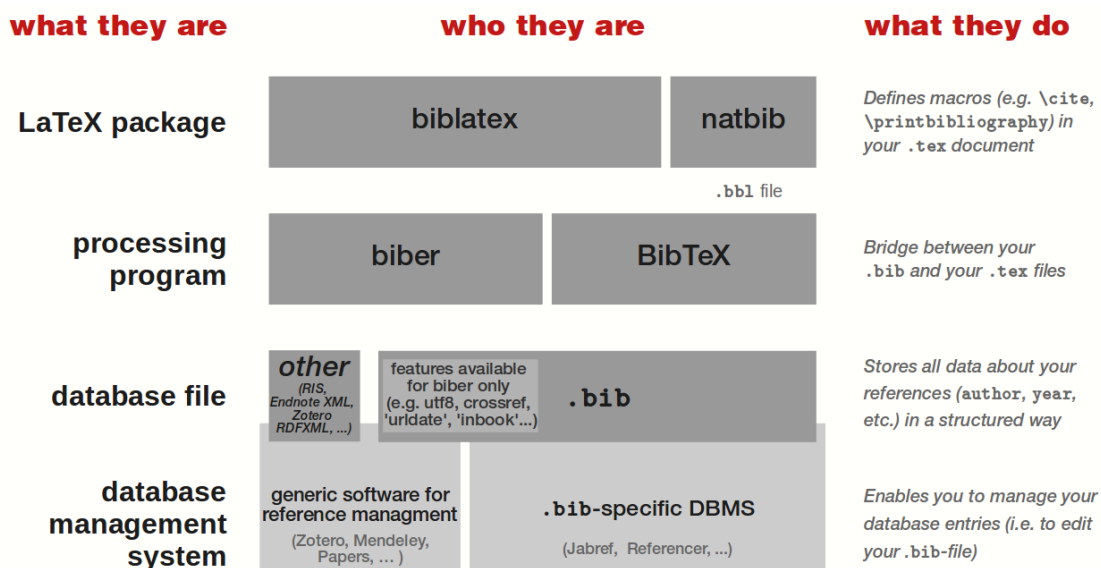 what they are
who they are
what they do
LaTeX package
biblatex
natbib
Defines macros (e.g. \cite,
\printbibliography) in
your .tex document
.bbl file
processing
program
biber
BibTeX
Bridge between your
.bib and your .tex files
database file
other
(RIS,
Endnote XML,
Zotero
RDFXML, ...)
features available
for biber only
(e.g. utf8, crossref,
'urldate', 'inbook'...)
.bib
Stores all data about your
references (author, year,
etc.) in a structured way
database
management
system
generic software for
reference managment
(Zotero, Mendeley,
Papers, ... )
.bib-specific DBMS
(Jabref, Referencer, ...)
Enables you to manage your
database entries (i.e. to edit
your .bib-file)